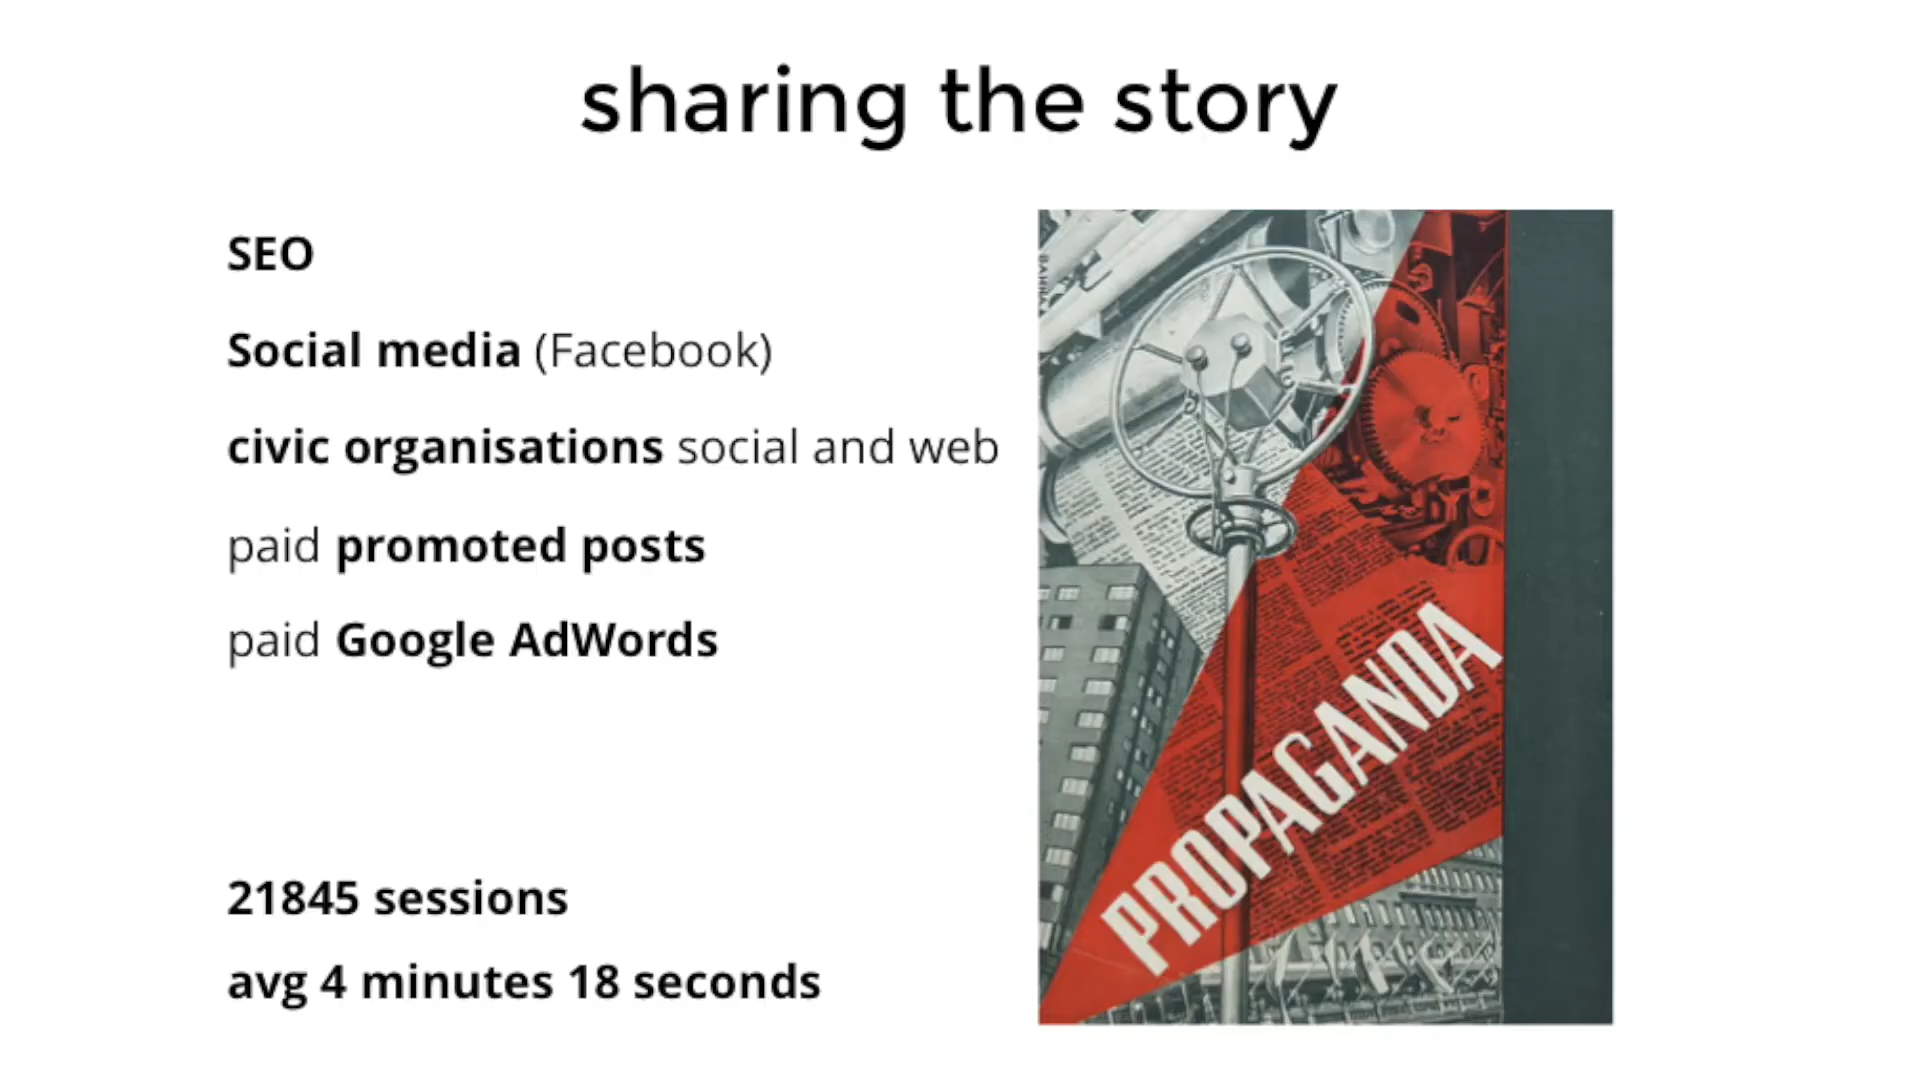 sharing the story
SEO
Social media (Facebook)
civic organisations social and web
paid promoted posts
paid Google AdWords
21845 sessions
avg 4 minutes 18 seconds
PROPAGANDA